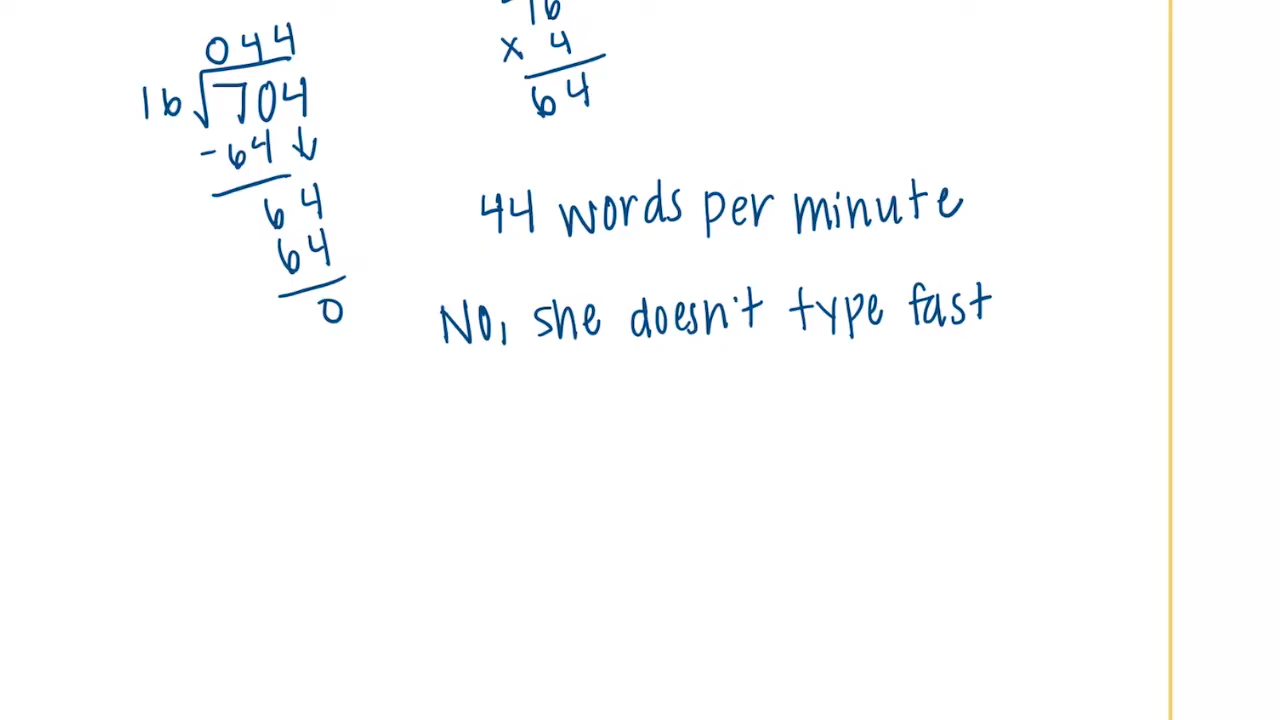 044
16√704
-64↓
64
64
0
16
x 4
64
44 words per minute
No, she doesn't type fast